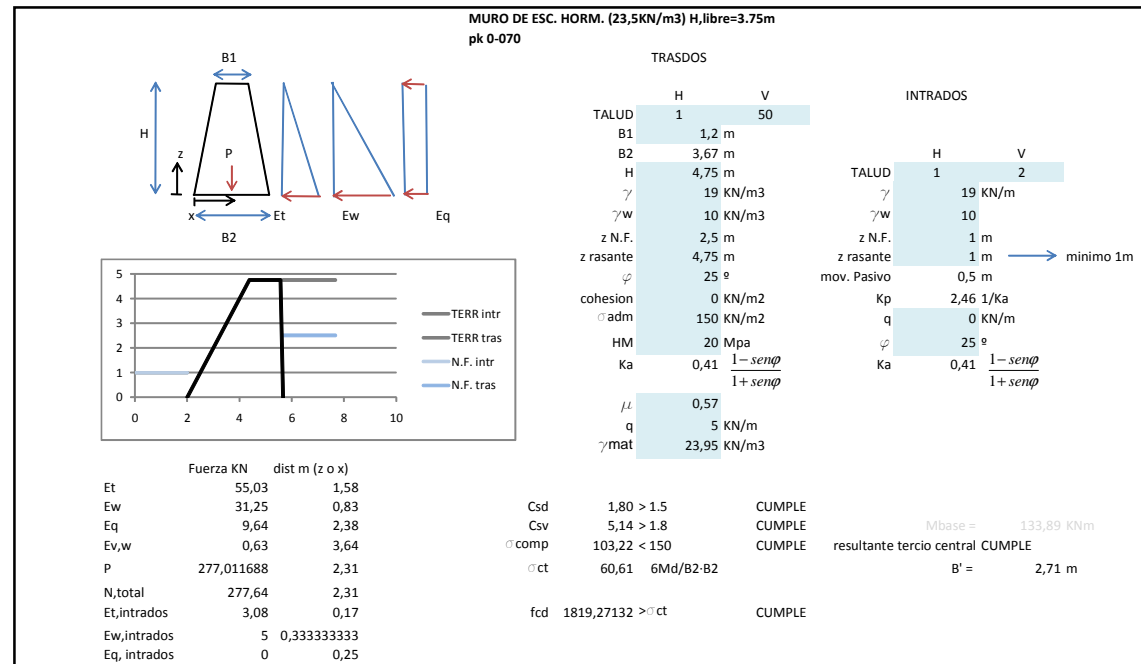 MURO DE ESC. HORM. (23,5KN/m3) H,libre=3.75m
pk 0-070
B1
H
z
P
x
Et
Ew
Eq
B2
5
4
3
2
1
0
0 2 4 6 8 10
TERR intr
TERR tras
N.F. intr
N.F. tras
TRASDOS
H V
TALUD 1 50
B1 1,2 m
B2 3,67 m
H 4,75 m
γ 19 KN/m3
γw 10 KN/m3
z N.F. 2,5 m
z rasante 4,75 m
φ 25 º
cohesion 0 KN/m2
σadm 150 KN/m2
HM 20 Mpa
Ka 0,41 1−senφ
1+senφ
μ 0,57
q 5 KN/m
γmat 23,95 KN/m3
INTRADOS
H V
TALUD 1 2
γ 19 KN/m
γw 10
z N.F. 1 m
z rasante 1 m minimo 1m
mov. Pasivo 0,5 m
Kp 2,46 1/Ka
q 0 KN/m
φ 25 º
Ka 0,41 1−senφ
1+senφ
Fuerza KN dist m (z o x)
Et 55,03 1,58
Ew 31,25 0,83
Eq 9,64 2,38
Ev,w 0,63 3,64
P 277,011688 2,31
N,total 277,64 2,31
Et,intrados 3,08 0,17
Ew,intrados 5 0,333333333
Eq, intrados 0 0,25
Csd 1,80 > 1.5 CUMPLE
Csv 5,14 > 1.8 CUMPLE Mbase = 133,89 KNm
σcomp 103,22 < 150 CUMPLE resultante tercio central CUMPLE
σct 60,61 6Md/B2·B2 B' = 2,71 m
fcd 1819,27132 >σct CUMPLE